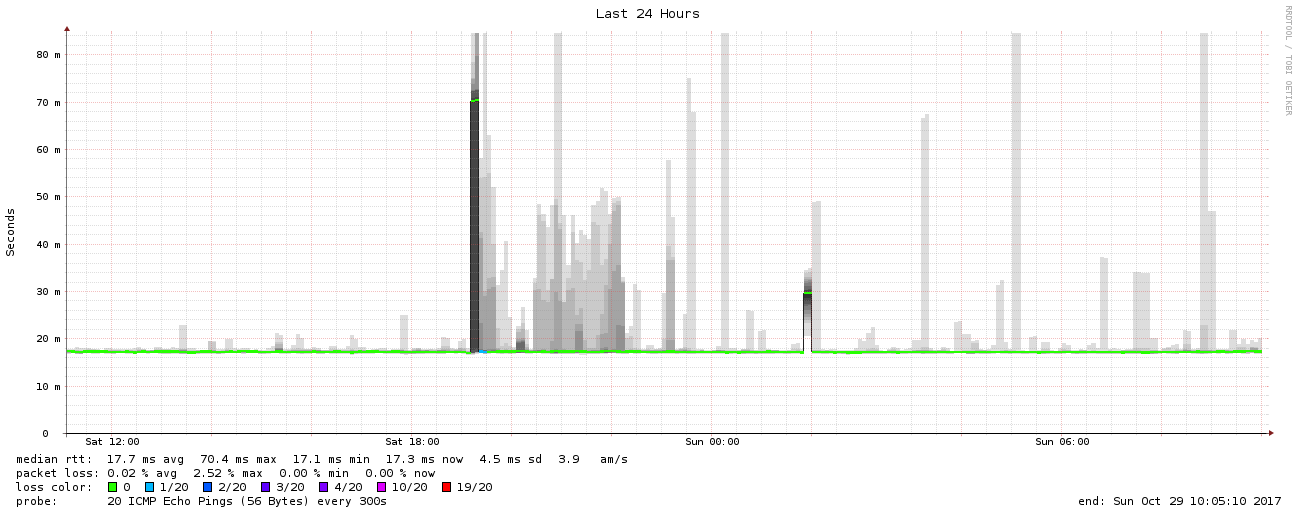 Last 24 Hours
RRDTOOL / TOBI OETIKER
Seconds
80 m
70 m
60 m
50 m
40 m
30 m
20 m
10 m
0
Sat 12:00 Sat 18:00 Sun 00:00 Sun 06:00
median rtt: 17.7 ms avg 70.4 ms max 17.1 ms min 17.3 ms now 4.5 ms sd 3.9 am/s
packet loss: 0.02 % avg 2.52 % max 0.00 % min 0.00 % now
loss color: 0 1/20 2/20 3/20 4/20 10/20 19/20
probe: 20 ICMP Echo Pings (56 Bytes) every 300s end: Sun Oct 29 10:05:10 2017